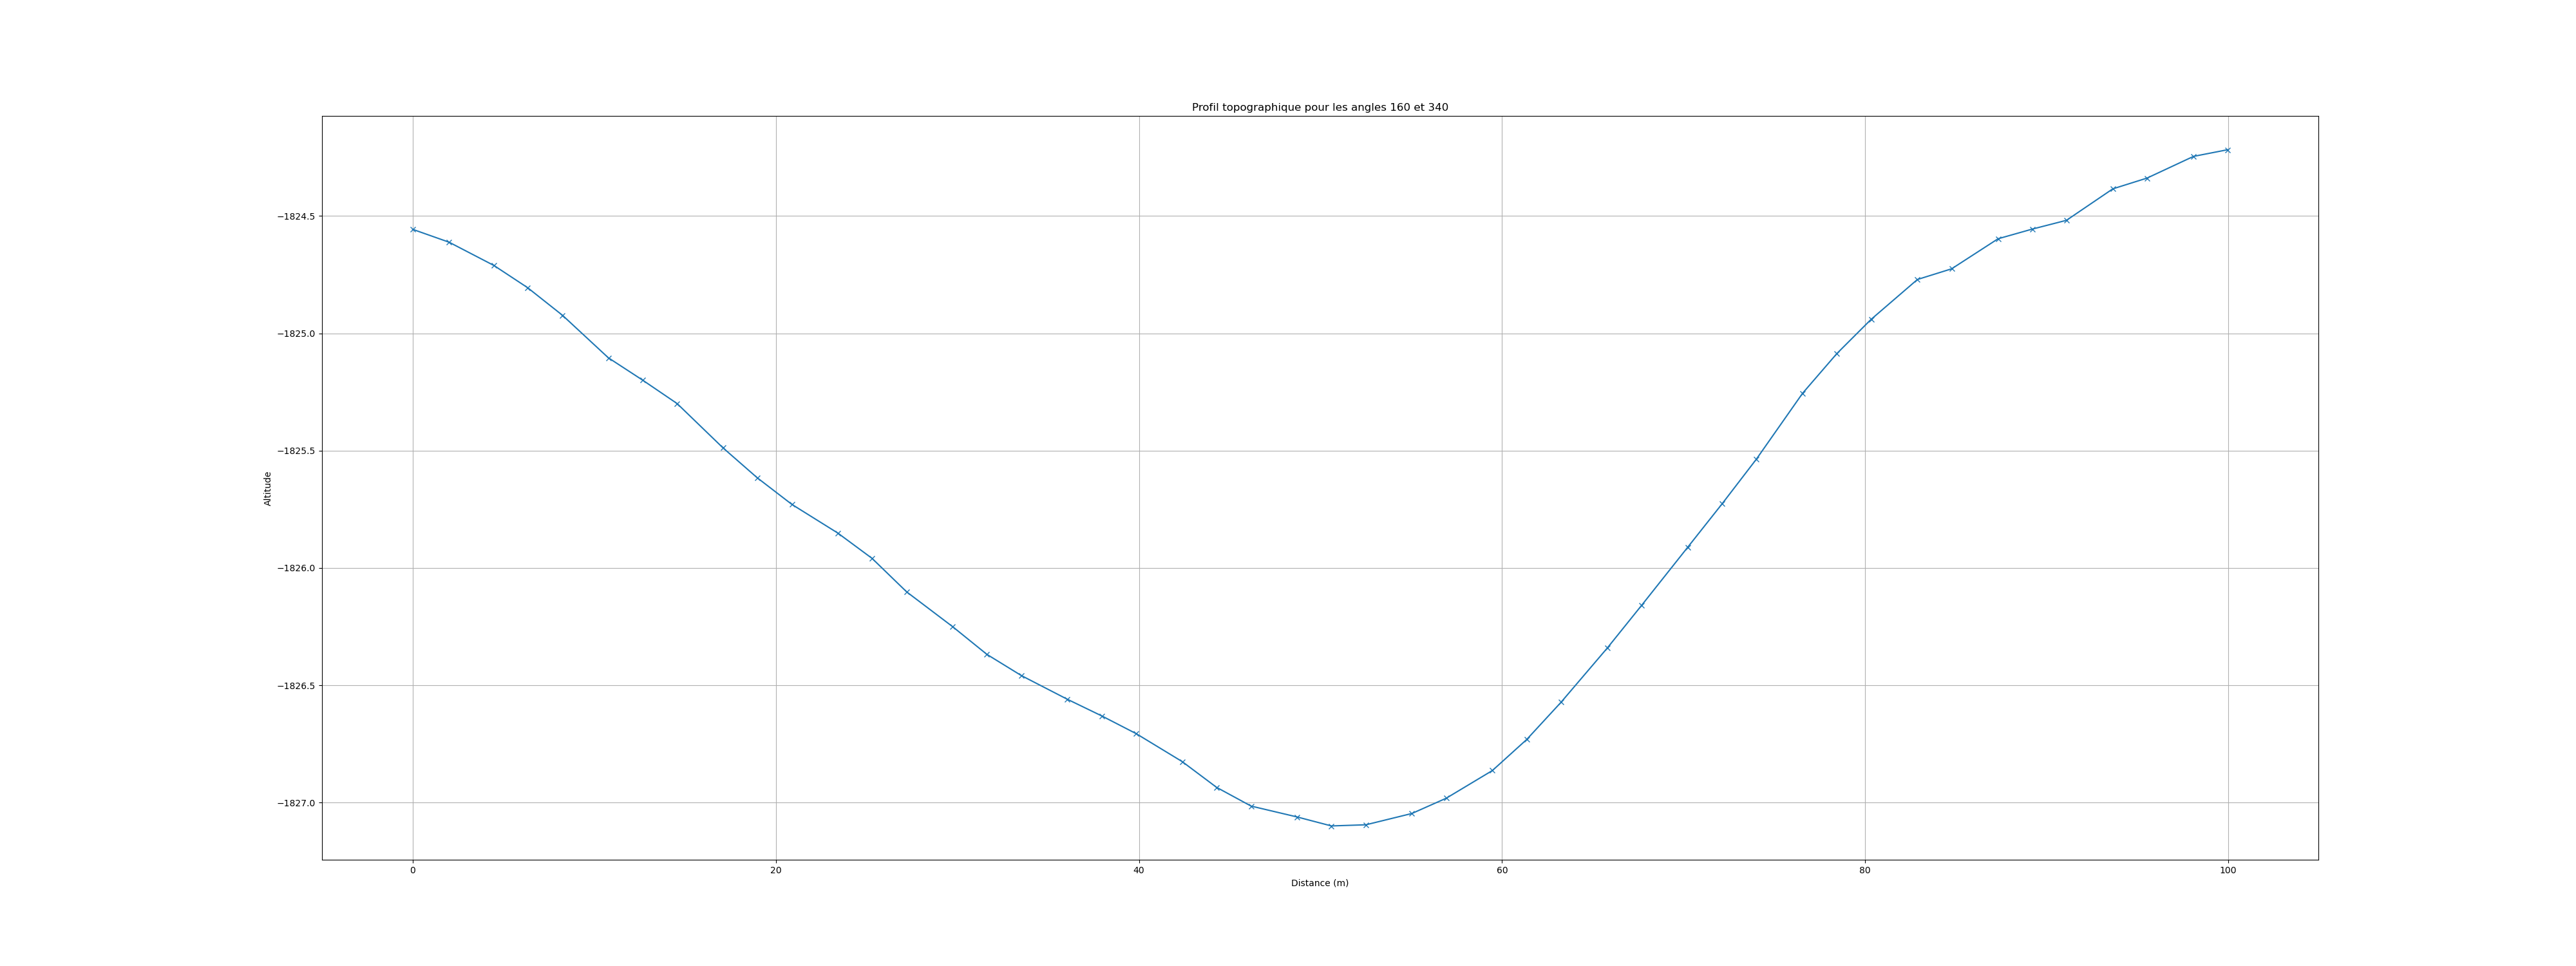 Profil topographique pour les angles 160 et 340
Altitude
−1824.5
−1825.0
−1825.5
−1826.0
−1826.5
−1827.0
0 20 40 60 80 100
Distance (m)